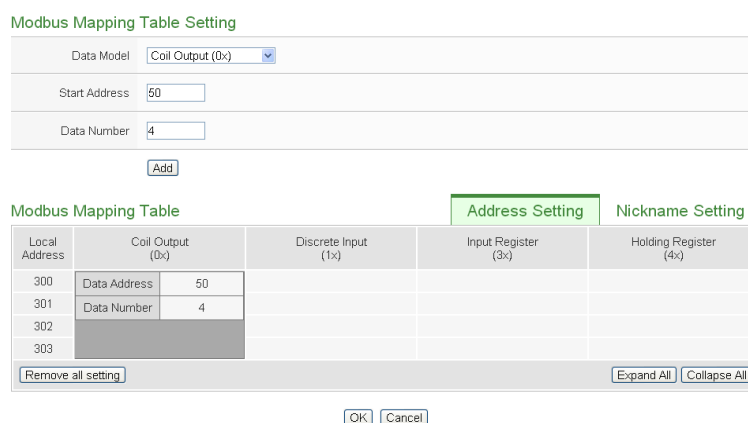 Modbus Mapping Table Setting
Data Model Coil Output (0x)
Start Address 50
Data Number 4
Add
Modbus Mapping Table Address Setting Nickname Setting
Local Address Coil Output (0x) Discrete Input (1x) Input Register (3x) Holding Register (4x)
300 Data Address 50
301 Data Number 4
302
303
Remove all setting Expand All Collapse All
OK Cancel